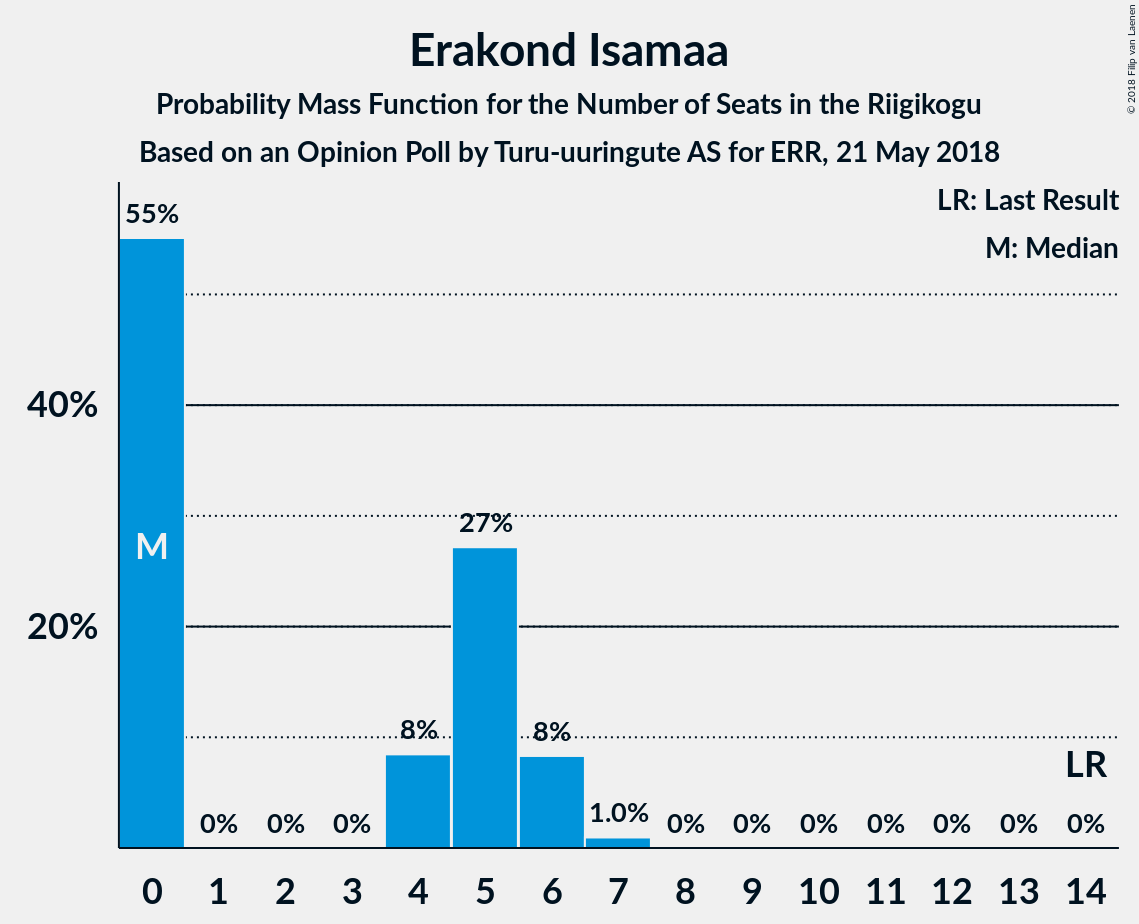 Erakond Isamaa
Probability Mass Function for the Number of Seats in the Riigikogu
Based on an Opinion Poll by Turu-uuringute AS for ERR, 21 May 2018
© 2018 Filip van Laenen
LR: Last Result
M: Median
55%
40%
20%
M
27%
8%
8%
1.0%
LR
0%
0%
0%
0%
0%
0%
0%
0%
0%
0%
0 1 2 3 4 5 6 7 8 9 10 11 12 13 14